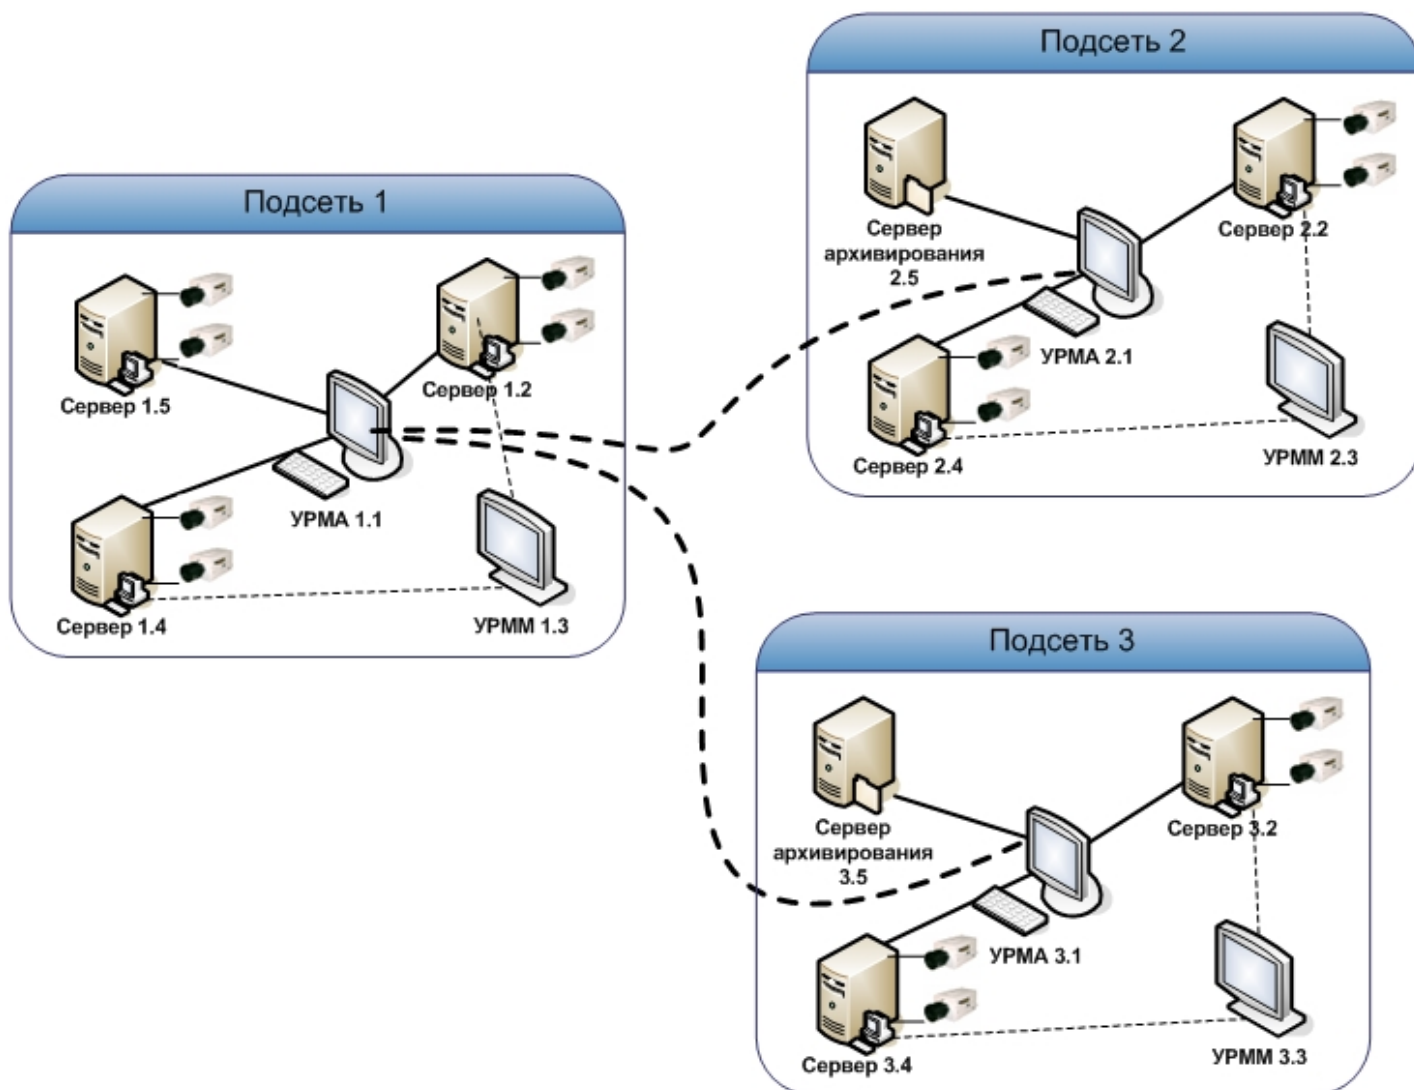 Подсеть 1
Сервер 1.5
Сервер 1.2
УРМА 1.1
Сервер 1.4
УРММ 1.3
Подсеть 2
Сервер
архивирования
2.5
Сервер 2.2
УРМА 2.1
Сервер 2.4
УРММ 2.3
Подсеть 3
Сервер
архивирования
3.5
Сервер 3.2
УРМА 3.1
Сервер 3.4
УРММ 3.3